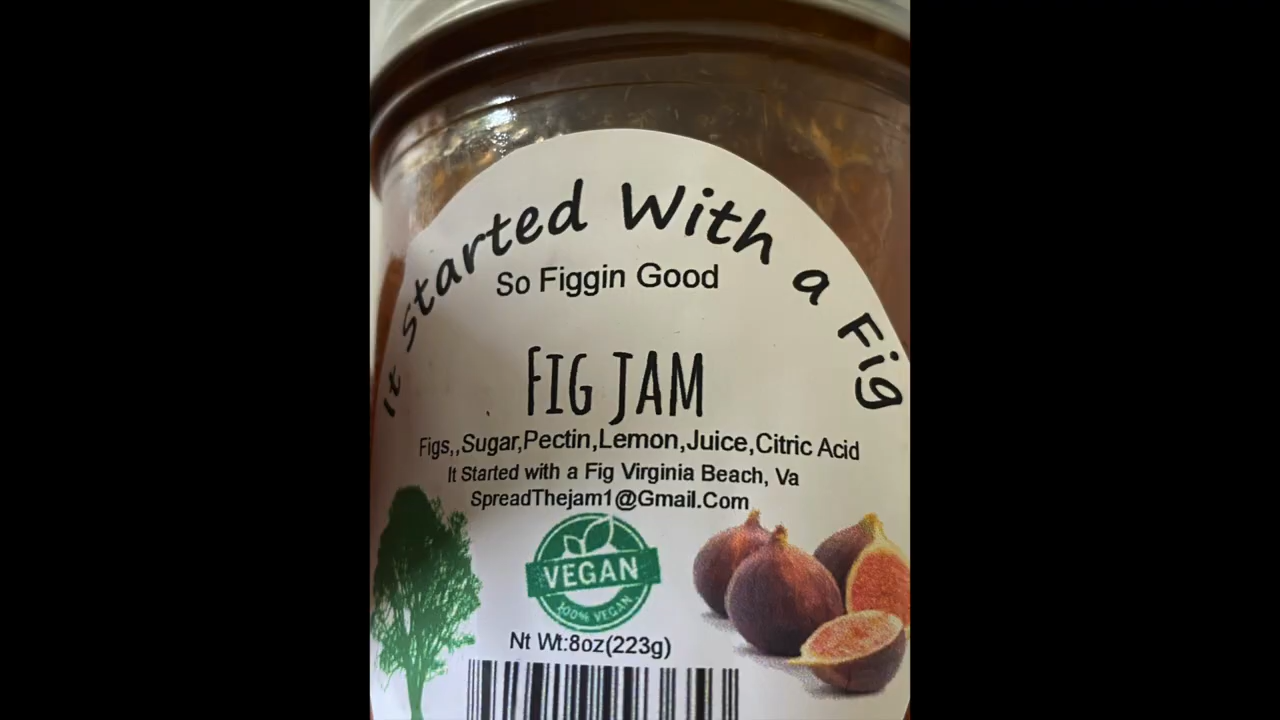 It Started With a Fig
So Figgin Good
FIG JAM
Figs,,Sugar,Pectin,Lemon,Juice,Citric Acid
It Started with a Fig Virginia Beach, Va
SpreadThejam1@Gmail.Com
VEGAN
100% VEGAN
Nt Wt:8oz(223g)